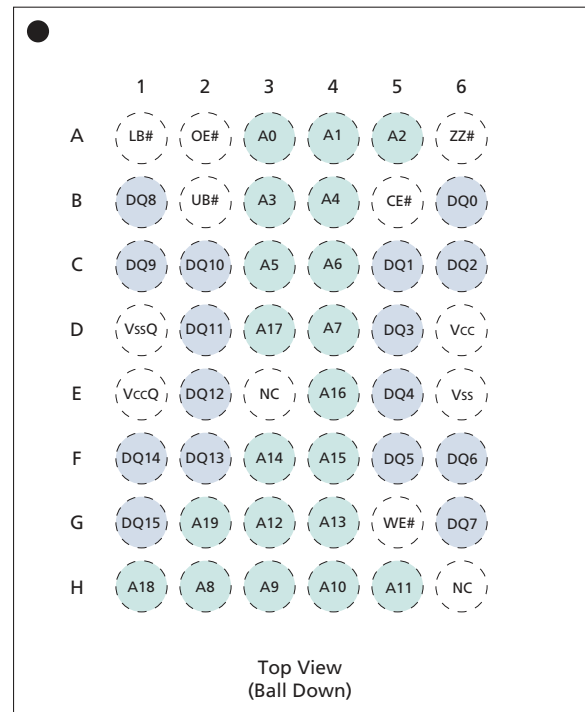 1 2 3 4 5 6
A LB# OE# A0 A1 A2 ZZ#
B DQ8 UB# A3 A4 CE# DQ0
C DQ9 DQ10 A5 A6 DQ1 DQ2
D VssQ DQ11 A17 A7 DQ3 Vcc
E VccQ DQ12 NC A16 DQ4 Vss
F DQ14 DQ13 A14 A15 DQ5 DQ6
G DQ15 A19 A12 A13 WE# DQ7
H A18 A8 A9 A10 A11 NC
Top View
(Ball Down)